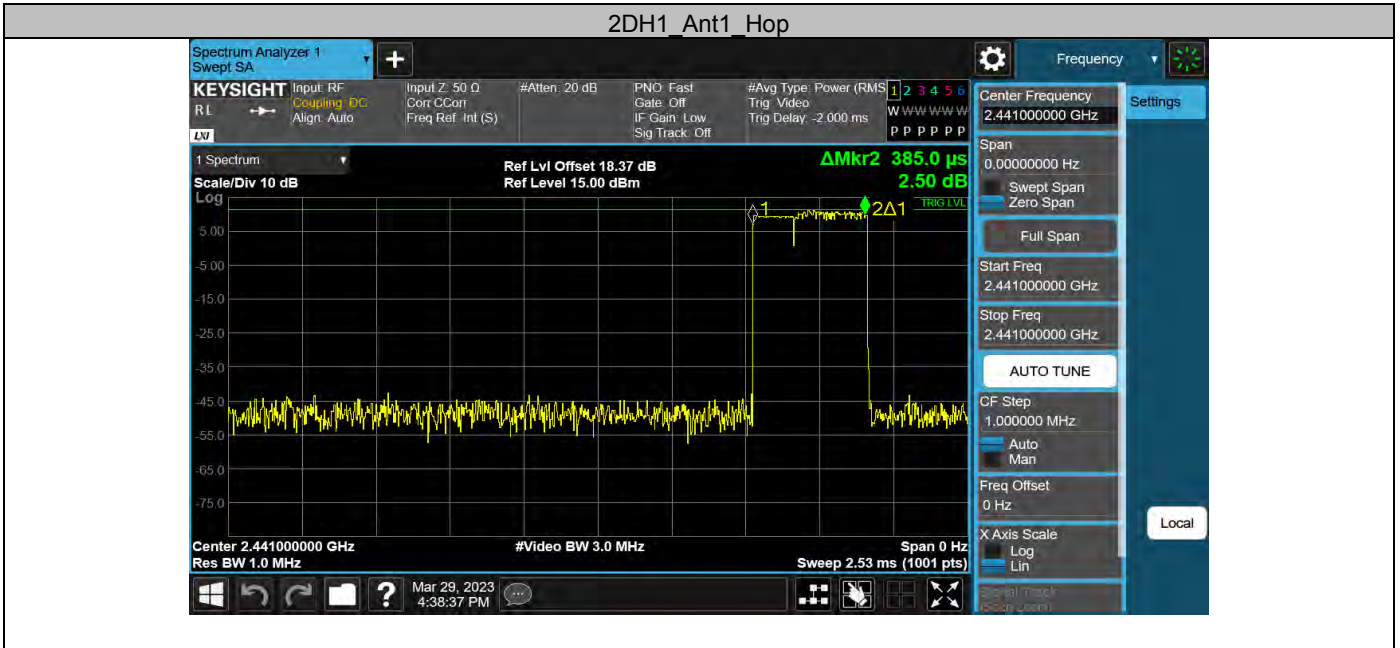 2DH1_Ant1_Hop
Spectrum Analyzer 1
Swept SA
Frequency
KEYSIGHT
RL
LXI
Input: RF
Coupling: DC
Align: Auto
Input Z: 50 Ω
Corr CCorr
Freq Ref: Int (S)
#Atten: 20 dB
PNO: Fast
Gate: Off
IF Gain: Low
Sig Track: Off
#Avg Type: Power (RMS
Trig: Video
Trig Delay: -2.000 ms
1 2 3 4 5 6
W W W W W W
P P P P P P
Center Frequency
2.441000000 GHz
Settings
1 Spectrum
Scale/Div 10 dB
Ref Lvl Offset 18.37 dB
Ref Level 15.00 dBm
ΔMkr2 385.0 µs
2.50 dB
Span
0.00000000 Hz
Swept Span
Zero Span
Full Span
Start Freq
2.441000000 GHz
Stop Freq
2.441000000 GHz
AUTO TUNE
CF Step
1.000000 MHz
Auto
Man
Freq Offset
0 Hz
X Axis Scale
Log
Lin
Local
Log
1
2Δ1
TRIG LVL
5.00
-5.00
-15.0
-25.0
-35.0
-45.0
-55.0
-65.0
-75.0
Center 2.441000000 GHz
#Video BW 3.0 MHz
Span 0 Hz
Res BW 1.0 MHz
Sweep 2.53 ms (1001 pts)
?
Mar 29, 2023
4:38:37 PM